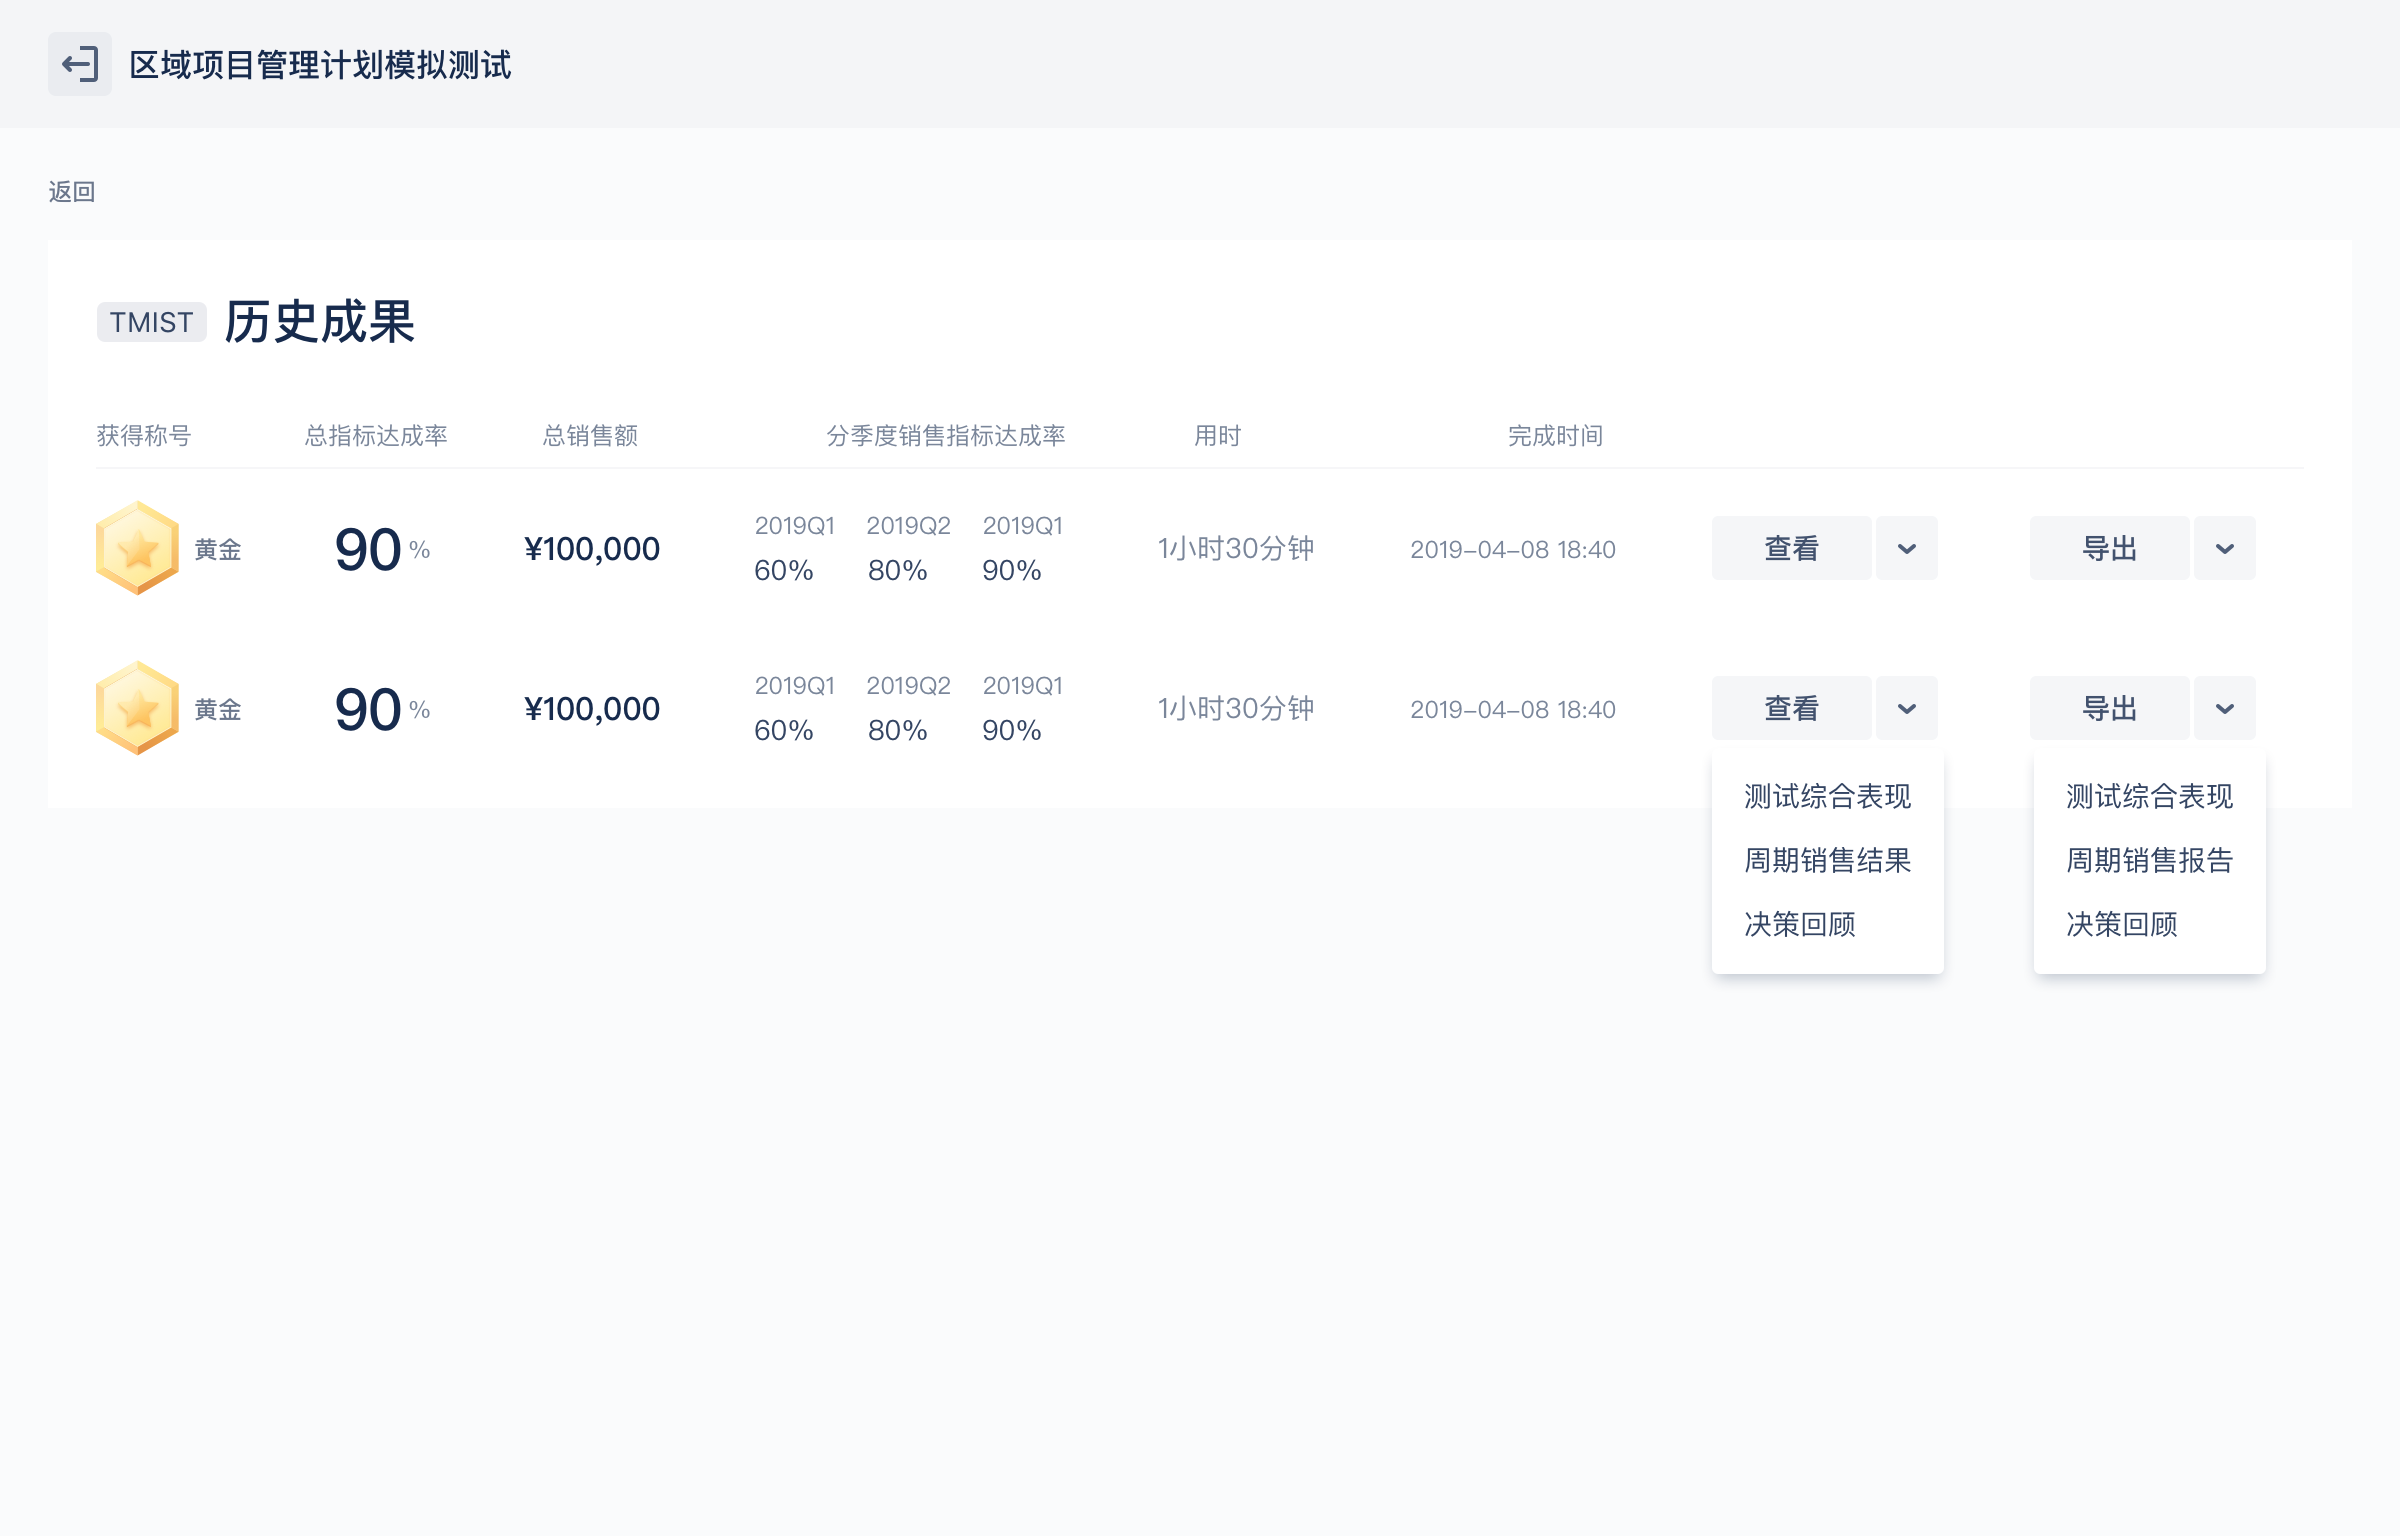 区域项目管理计划模拟测试
返回
TMIST 历史成果
获得称号 总指标达成率 总销售额 分季度销售指标达成率 用时 完成时间
黄金 90 % ¥100,000 2019Q1 2019Q2 2019Q1 1小时30分钟 2019-04-08 18:40 查看 导出
60% 80% 90%
黄金 90 % ¥100,000 2019Q1 2019Q2 2019Q1 1小时30分钟 2019-04-08 18:40 查看 导出
60% 80% 90%
测试综合表现 测试综合表现
周期销售结果 周期销售报告
决策回顾 决策回顾